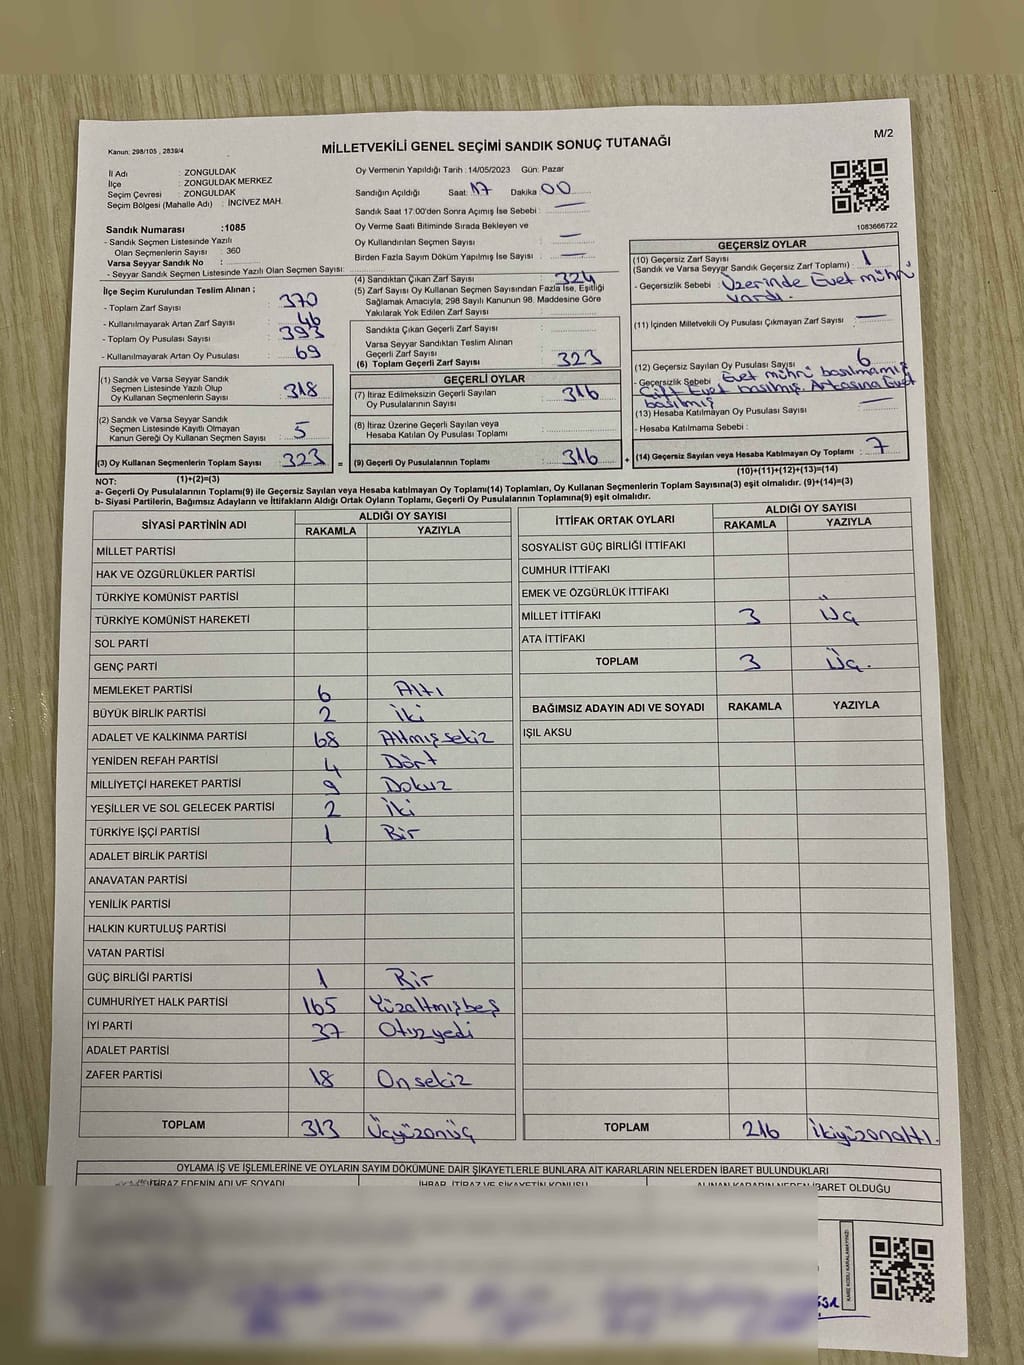 Kanun: 298/105 , 2839/4
M/2
MİLLETVEKİLİ GENEL SEÇİMİ SANDIK SONUÇ TUTANAĞI
İl Adı : ZONGULDAK
İlçe : ZONGULDAK MERKEZ
Seçim Çevresi : ZONGULDAK
Seçim Bölgesi (Mahalle Adı) : İNCİVEZ MAH.
Sandık Numarası :1085
- Sandık Seçmen Listesinde Yazılı
Olan Seçmenlerin Sayısı : 360
Varsa Seyyar Sandık No :
- Seyyar Sandık Seçmen Listesinde Yazılı Olan Seçmen Sayısı:
Oy Vermenin Yapıldığı Tarih : 14/05/2023 Gün: Pazar
Sandığın Açıldığı Saat: 17 Dakika 00
Sandık Saat 17:00'den Sonra Açımış İse Sebebi : —
Oy Verme Saati Bitiminde Sırada Bekleyen ve
Oy Kullandırılan Seçmen Sayısı : —
Birden Fazla Sayım Döküm Yapılmış İse Sayısı : —
1083666722
İlçe Seçim Kurulundan Teslim Alınan ;
- Toplam Zarf Sayısı : 370
- Kullanılmayarak Artan Zarf Sayısı : 46
- Toplam Oy Pusulası Sayısı : 393
- Kullanılmayarak Artan Oy Pusulası : 69
(1) Sandık ve Varsa Seyyar Sandık
Seçmen Listesinde Yazılı Olup
Oy Kullanan Seçmenlerin Sayısı : 318
(2) Sandık ve Varsa Seyyar Sandık
Seçmen Listesinde Kayıtlı Olmayan
Kanun Gereği Oy Kullanan Seçmen Sayısı : 5
(3) Oy Kullanan Seçmenlerin Toplam Sayısı : 323 =
(4) Sandıktan Çıkan Zarf Sayısı : 324
(5) Zarf Sayısı Oy Kullanan Seçmen Sayısından Fazla İse, Eşitliği
Sağlamak Amacıyla, 298 Sayılı Kanunun 98. Maddesine Göre
Yakılarak Yok Edilen Zarf Sayısı :
Sandıkta Çıkan Geçerli Zarf Sayısı :
Varsa Seyyar Sandıktan Teslim Alınan
Geçerli Zarf Sayısı :
(6) Toplam Geçerli Zarf Sayısı : 323
GEÇERLİ OYLAR
(7) İtiraz Edilmeksizin Geçerli Sayılan
Oy Pusulalarının Sayısı : 316
(8) İtiraz Üzerine Geçerli Sayılan veya
Hesaba Katılan Oy Pusulası Toplamı :
(9) Geçerli Oy Pusulalarının Toplamı : 316 +
GEÇERSİZ OYLAR
(10) Geçersiz Zarf Sayısı
(Sandık ve Varsa Seyyar Sandık Geçersiz Zarf Toplamı) : 1
- Geçersizlik Sebebi : Üzerinde Evet mührü
vardı.
(11) İçinden Milletvekili Oy Pusulası Çıkmayan Zarf Sayısı : —
(12) Geçersiz Sayılan Oy Pusulası Sayısı : 6
- Geçersizlik Sebebi : Evet mührü basılmamış
Çift Evet basılmış. Arkasına Evet
basılmış
(13) Hesaba Katılmayan Oy Pusulası Sayısı : —
- Hesaba Katılmama Sebebi :
(14) Geçersiz Sayılan veya Hesaba Katılmayan Oy Toplamı : 7
NOT: (1)+(2)=(3)
(10)+(11)+(12)+(13)=(14)
a- Geçerli Oy Pusulalarının Toplamı(9) ile Geçersiz Sayılan veya Hesaba katılmayan Oy Toplamı(14) Toplamları, Oy Kullanan Seçmenlerin Toplam Sayısına(3) eşit olmalıdır. (9)+(14)=(3)
b- Siyasi Partilerin, Bağımsız Adayların ve İttifakların Aldığı Ortak Oyların Toplamı, Geçerli Oy Pusulalarının Toplamına(9) eşit olmalıdır.
SİYASİ PARTİNİN ADI ALDIĞI OY SAYISI
RAKAMLA YAZIYLA
MİLLET PARTİSİ
HAK VE ÖZGÜRLÜKLER PARTİSİ
TÜRKİYE KOMÜNİST PARTİSİ
TÜRKİYE KOMÜNİST HAREKETİ
SOL PARTİ
GENÇ PARTİ
MEMLEKET PARTİSİ 6 Altı
BÜYÜK BİRLİK PARTİSİ 2 İki
ADALET VE KALKINMA PARTİSİ 68 Altmışsekiz
YENİDEN REFAH PARTİSİ 4 Dört
MİLLİYETÇİ HAREKET PARTİSİ 9 Dokuz
YEŞİLLER VE SOL GELECEK PARTİSİ 2 İki
TÜRKİYE İŞÇİ PARTİSİ 1 Bir
ADALET BİRLİK PARTİSİ
ANAVATAN PARTİSİ
YENİLİK PARTİSİ
HALKIN KURTULUŞ PARTİSİ
VATAN PARTİSİ
GÜÇ BİRLİĞİ PARTİSİ 1 Bir
CUMHURİYET HALK PARTİSİ 165 Yüzaltmışbeş
İYİ PARTİ 37 Otuzyedi
ADALET PARTİSİ
ZAFER PARTİSİ 18 Onsekiz
TOPLAM 313 Üçyüzonüç
İTTİFAK ORTAK OYLARI ALDIĞI OY SAYISI
RAKAMLA YAZIYLA
SOSYALİST GÜÇ BİRLİĞİ İTTİFAKI
CUMHUR İTTİFAKI
EMEK VE ÖZGÜRLÜK İTTİFAKI
MİLLET İTTİFAKI 3 Üç
ATA İTTİFAKI
TOPLAM 3 Üç.
BAĞIMSIZ ADAYIN ADI VE SOYADI RAKAMLA YAZIYLA
IŞIL AKSU
TOPLAM 216 İkiyüzonaltı.
OYLAMA İŞ VE İŞLEMLERİNE VE OYLARIN SAYIM DÖKÜMÜNE DAİR ŞİKAYETLERLE BUNLARA AİT KARARLARIN NELERDEN İBARET BULUNDUKLARI
İTİRAZ EDENİN ADI VE SOYADI İHBAR, İTİRAZ VE ŞİKAYETİN KONUSU ALINAN KARARIN NEDEN İBARET OLDUĞU
KARE KODU KARALAMAYINIZ!